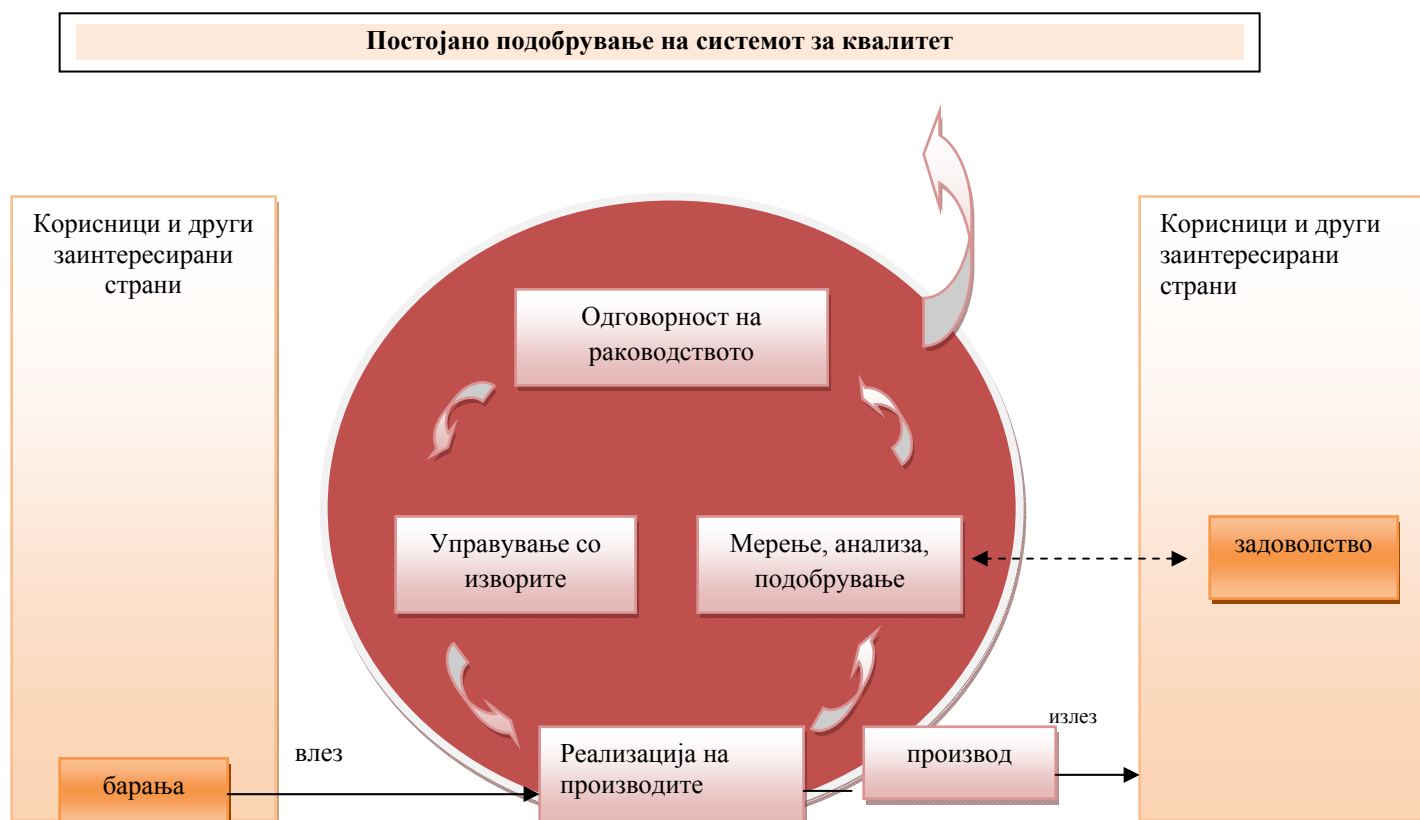 Постојано подобрување на системот за квалитет
Корисници и други
заинтересирани
страни
Корисници и други
заинтересирани
страни
Одговорност на
раководството
Управување со
изворите
Мерење, анализа,
подобрување
задоволство
влез
барања
Реализација на
производите
производ
излез